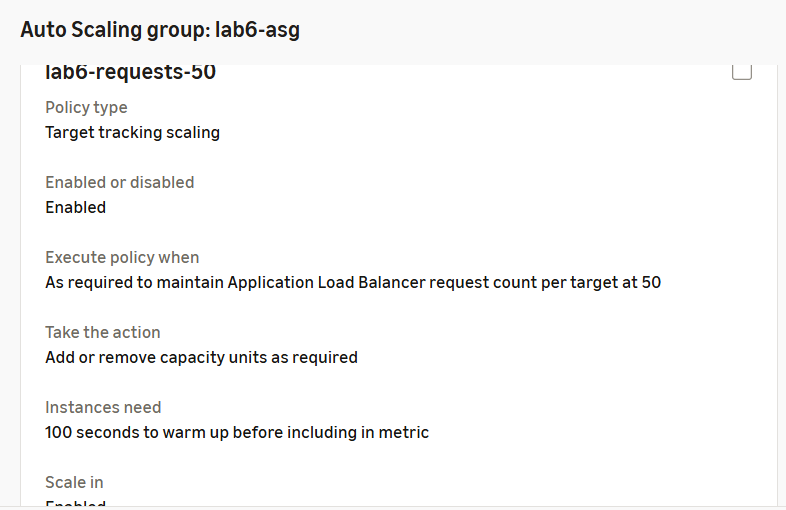 Auto Scaling group: lab6-asg
lab6-requests-50
Policy type
Target tracking scaling
Enabled or disabled
Enabled
Execute policy when
As required to maintain Application Load Balancer request count per target at 50
Take the action
Add or remove capacity units as required
Instances need
100 seconds to warm up before including in metric
Scale in
Enabled